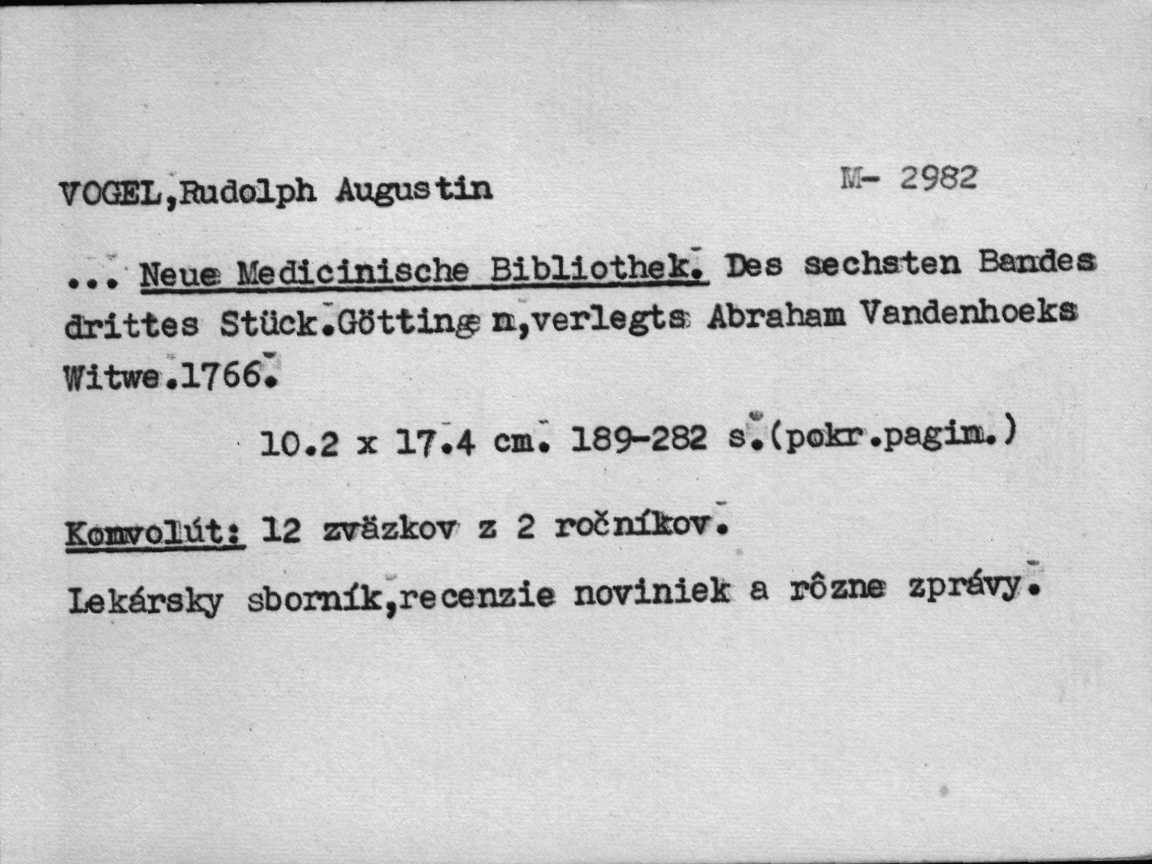 VOGEL,Rudolph Augustin M- 2982
... Neue Medicinische Bibliothek. Des sechsten Bandes
drittes Stück.Göttingen,verlegts Abraham Vandenhoeks
Witwe.1766.
10.2 x 17.4 cm. 189-282 s.(pokr.pagin.)
Konvolút: 12 zväzkov z 2 ročníkov.
Lekársky sborník,recenzie noviniek a rôzne zprávy.